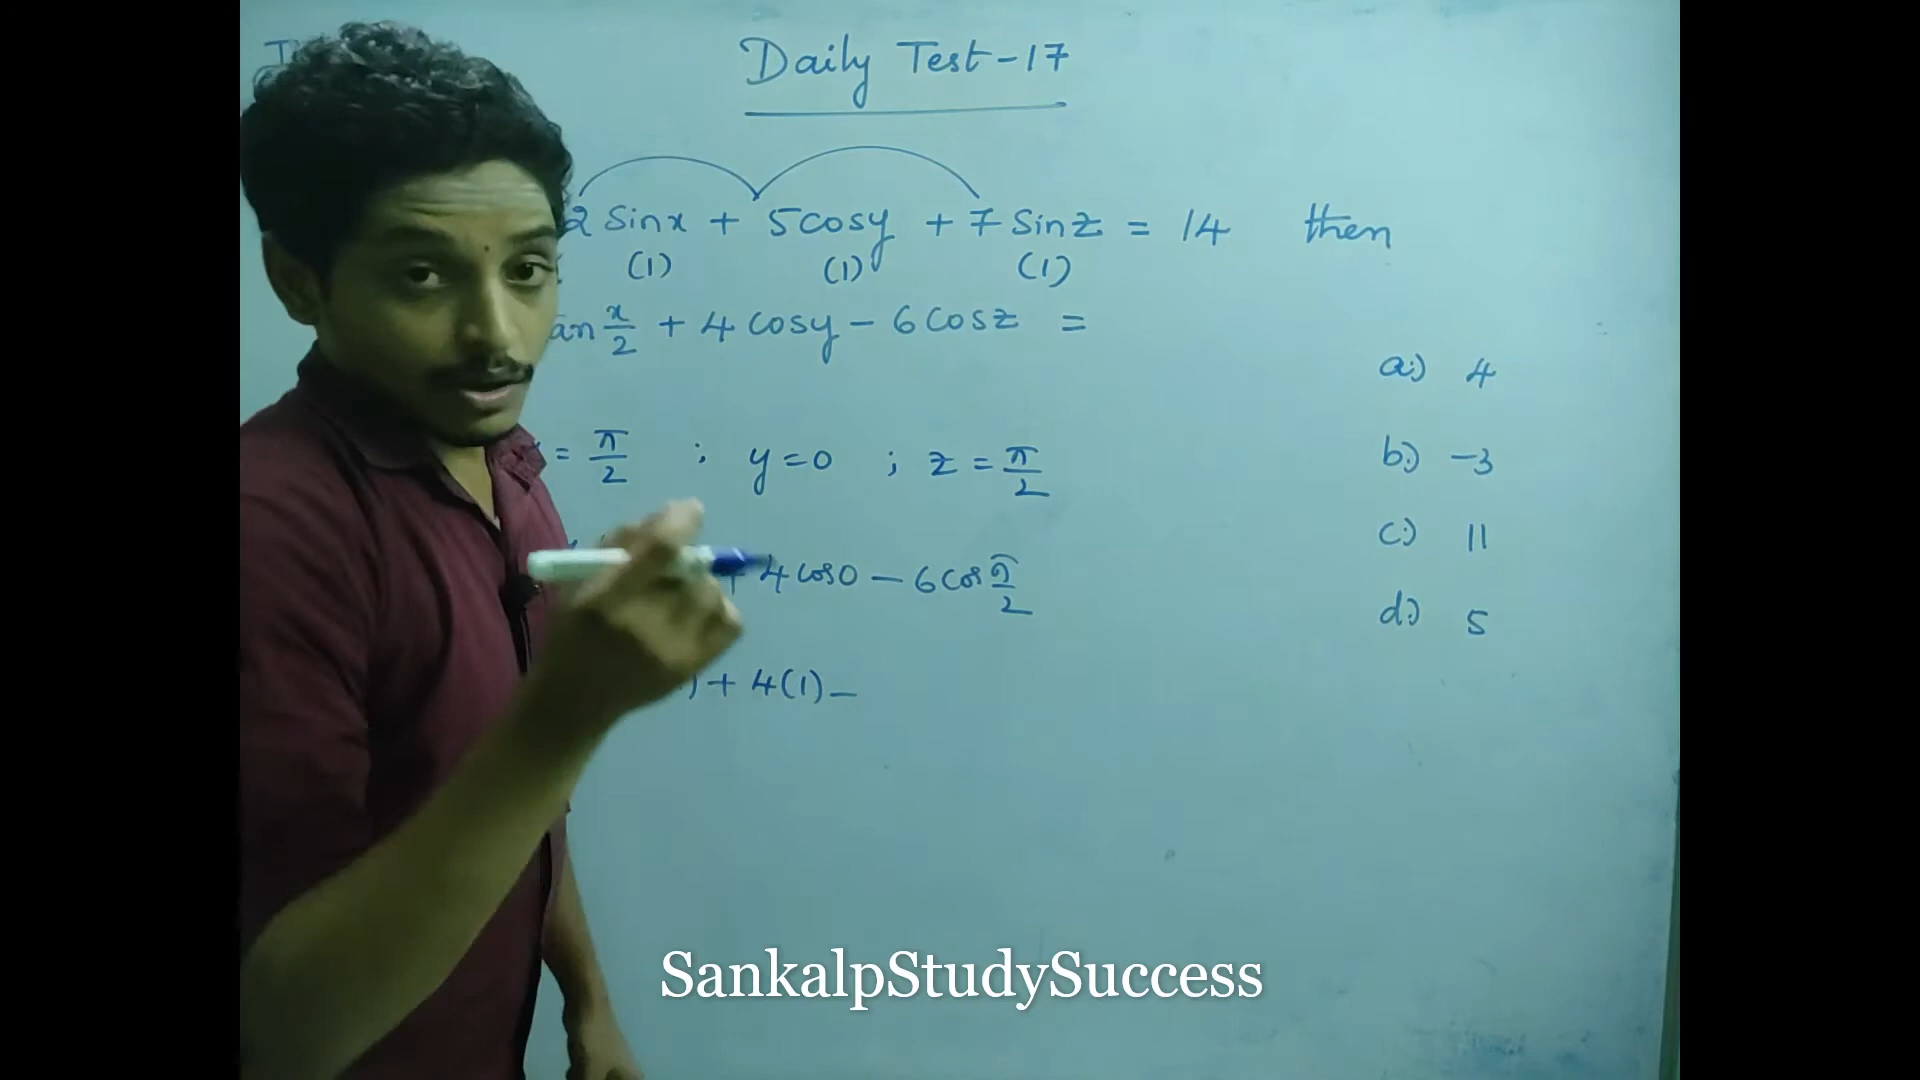 Daily Test-17
2 Sinx + 5cosy + 7 Sinz = 14 then
(1) (1) (1)
an x/2 + 4 cosy - 6 cosz =
a:) 4
= π/2 ; y=0 ; z = π/2
b:) -3
c:) 11
+ 4 cos0 - 6 cos π/2
d:) 5
) + 4(1) -
SankalpStudySuccess